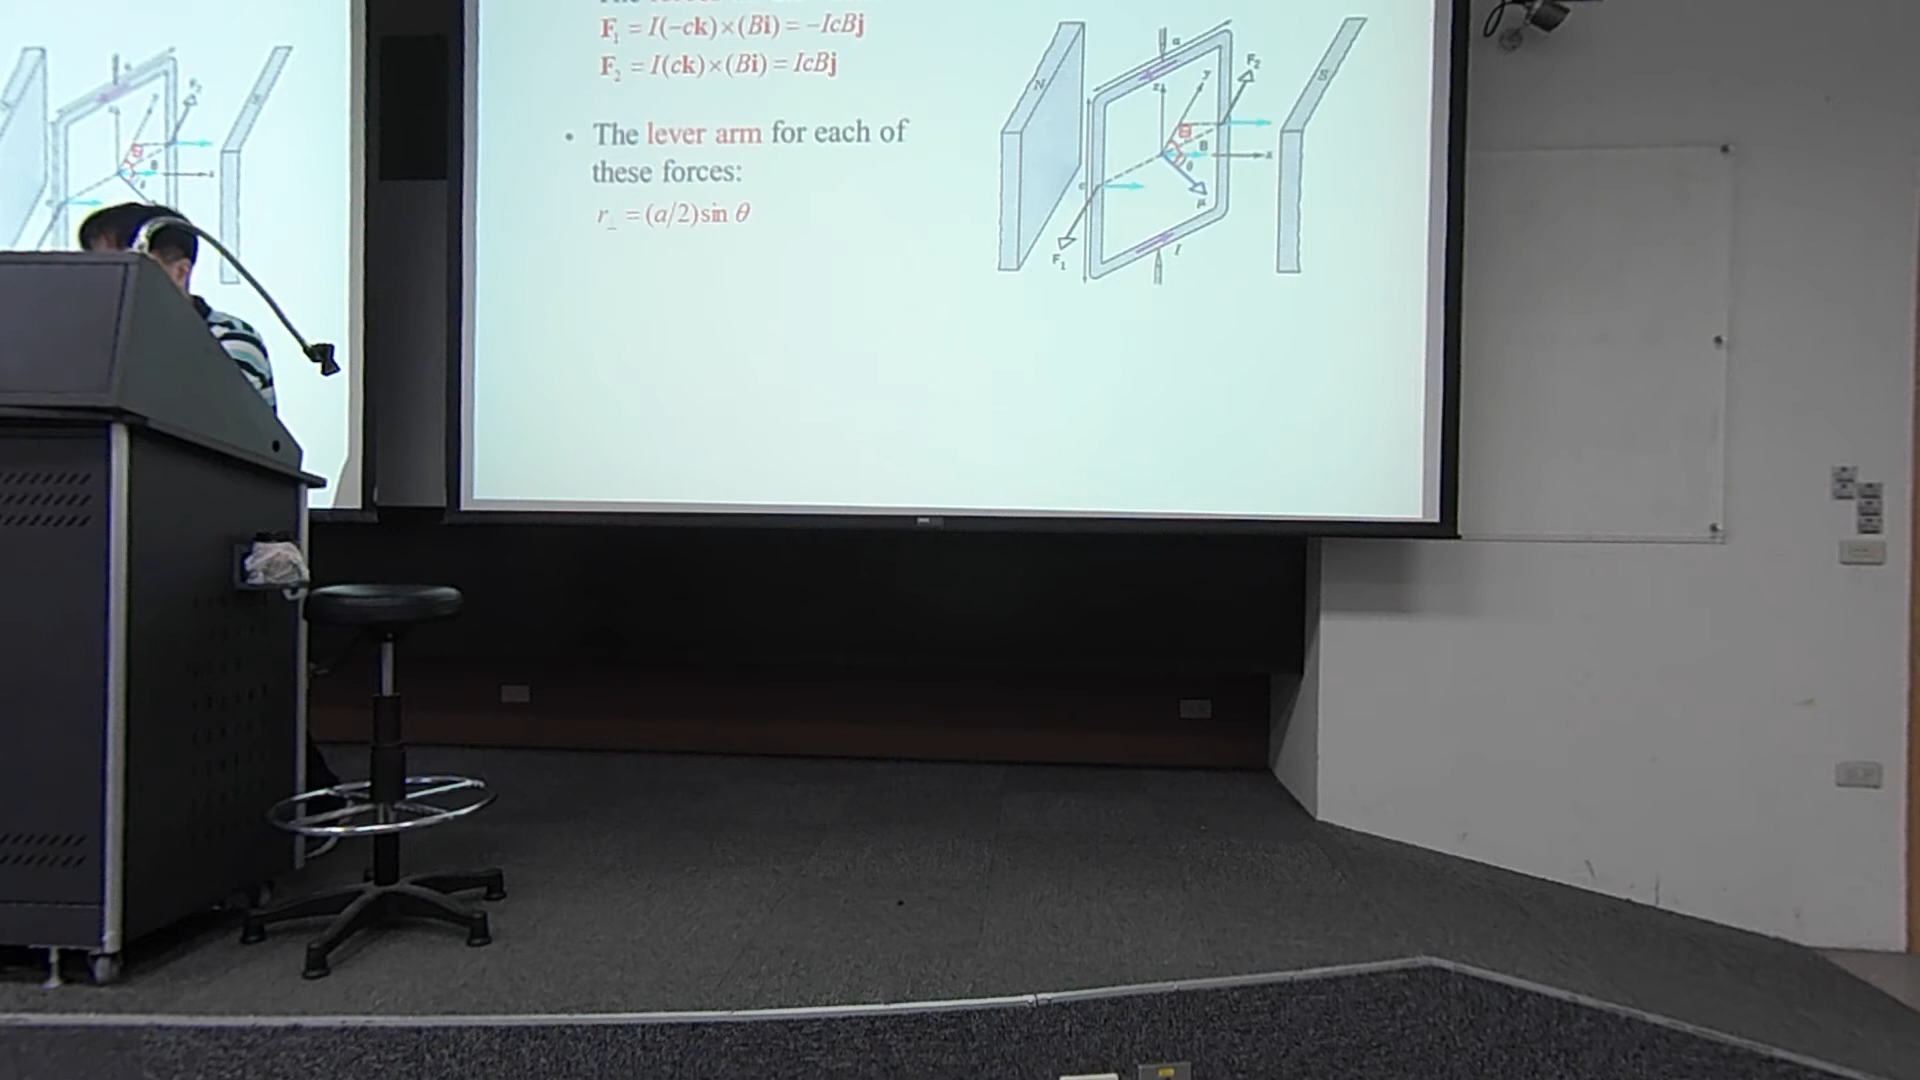 F₁ = I(-ck)×(Bi) = -IcBj
F₂ = I(ck)×(Bi) = IcBj
• The lever arm for each of
these forces:
r⊥ = (a/2)sin θ
N
a
z
y
F₂
S
θ
B
x
θ
c
μ
F₁
I